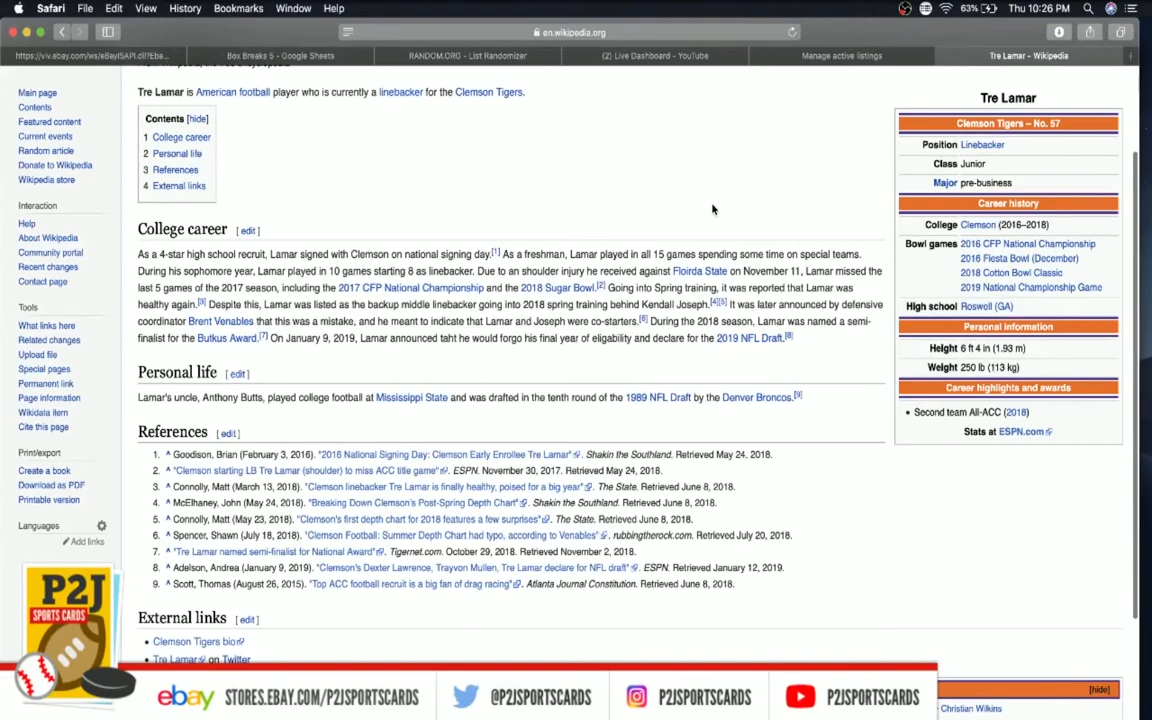 Safari File Edit View History Bookmarks Window Help 63% Thu 10:26 PM
en.wikipedia.org
https://viv.ebay.com/ws/eBayISAPI.dll?Eba... Box Breaks 5 - Google Sheets RANDOM.ORG - List Randomizer (2) Live Dashboard - YouTube Manage active listings Tre Lamar - Wikipedia
Main page
Contents
Featured content
Current events
Random article
Donate to Wikipedia
Wikipedia store
Interaction
Help
About Wikipedia
Community portal
Recent changes
Contact page
Tools
What links here
Related changes
Upload file
Special pages
Permanent link
Page information
Wikidata item
Cite this page
Print/export
Create a book
Download as PDF
Printable version
Languages
Add links
Tre Lamar is American football player who is currently a linebacker for the Clemson Tigers.
Contents [hide]
1 College career
2 Personal life
3 References
4 External links
College career [ edit ]
As a 4-star high school recruit, Lamar signed with Clemson on national signing day.[1] As a freshman, Lamar played in all 15 games spending some time on special teams.
During his sophomore year, Lamar played in 10 games starting 8 as linebacker. Due to an shoulder injury he received against Floirda State on November 11, Lamar missed the
last 5 games of the 2017 season, including the 2017 CFP National Championship and the 2018 Sugar Bowl.[2] Going into Spring training, it was reported that Lamar was
healthy again.[3] Despite this, Lamar was listed as the backup middle linebacker going into 2018 spring training behind Kendall Joseph.[4][5] It was later announced by defensive
coordinator Brent Venables that this was a mistake, and he meant to indicate that Lamar and Joseph were co-starters.[6] During the 2018 season, Lamar was named a semi-
finalist for the Butkus Award.[7] On January 9, 2019, Lamar announced taht he would forgo his final year of eligability and declare for the 2019 NFL Draft.[8]
Personal life [ edit ]
Lamar's uncle, Anthony Butts, played college football at Mississippi State and was drafted in the tenth round of the 1989 NFL Draft by the Denver Broncos.[9]
References [ edit ]
1. ^ Goodison, Brian (February 3, 2016). "2016 National Signing Day: Clemson Early Enrollee Tre Lamar". Shakin the Southland. Retrieved May 24, 2018.
2. ^ "Clemson starting LB Tre Lamar (shoulder) to miss ACC title game". ESPN. November 30, 2017. Retrieved May 24, 2018.
3. ^ Connolly, Matt (March 13, 2018). "Clemson linebacker Tre Lamar is finally healthy, poised for a big year". The State. Retrieved June 8, 2018.
4. ^ McElhaney, John (May 24, 2018). "Breaking Down Clemson's Post-Spring Depth Chart". Shakin the Southland. Retrieved June 8, 2018.
5. ^ Connolly, Matt (May 23, 2018). "Clemson's first depth chart for 2018 features a few surprises". The State. Retrieved June 8, 2018.
6. ^ Spencer, Shawn (July 18, 2018). "Clemson Football: Summer Depth Chart had typo, according to Venables". rubbingtherock.com. Retrieved July 20, 2018.
7. ^ "Tre Lamar named semi-finalist for National Award". Tigernet.com. October 29, 2018. Retrieved November 2, 2018.
8. ^ Adelson, Andrea (January 9, 2019). "Clemson's Dexter Lawrence, Trayvon Mullen, Tre Lamar declare for NFL draft". ESPN. Retrieved January 12, 2019.
9. ^ Scott, Thomas (August 26, 2015). "Top ACC football recruit is a big fan of drag racing". Atlanta Journal Constitution. Retrieved June 8, 2018.
External links [ edit ]
• Clemson Tigers bio
• Tre Lamar on Twitter
Tre Lamar
Clemson Tigers – No. 57
Position Linebacker
Class Junior
Major pre-business
Career history
College Clemson (2016–2018)
Bowl games 2016 CFP National Championship
2016 Fiesta Bowl (December)
2018 Cotton Bowl Classic
2019 National Championship Game
High school Roswell (GA)
Personal information
Height 6 ft 4 in (1.93 m)
Weight 250 lb (113 kg)
Career highlights and awards
• Second team All-ACC (2018)
Stats at ESPN.com
[hide]
Christian Wilkins
P2J
SPORTS CARDS
ebay STORES.EBAY.COM/P2JSPORTSCARDS @P2JSPORTSCARDS P2JSPORTSCARDS P2JSPORTSCARDS